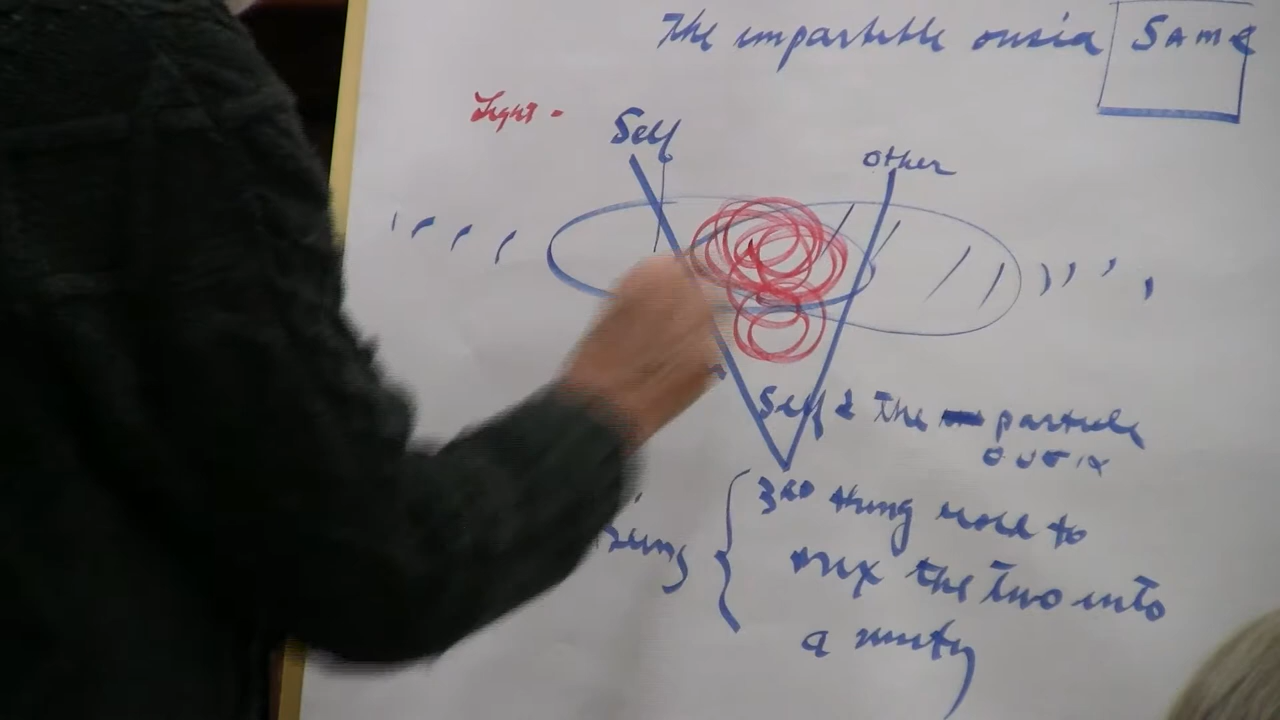 The impartible ousia Same
Light -
Self
other
Self & the partible
ουσια
3rd thing used to
mix the two into
a unity